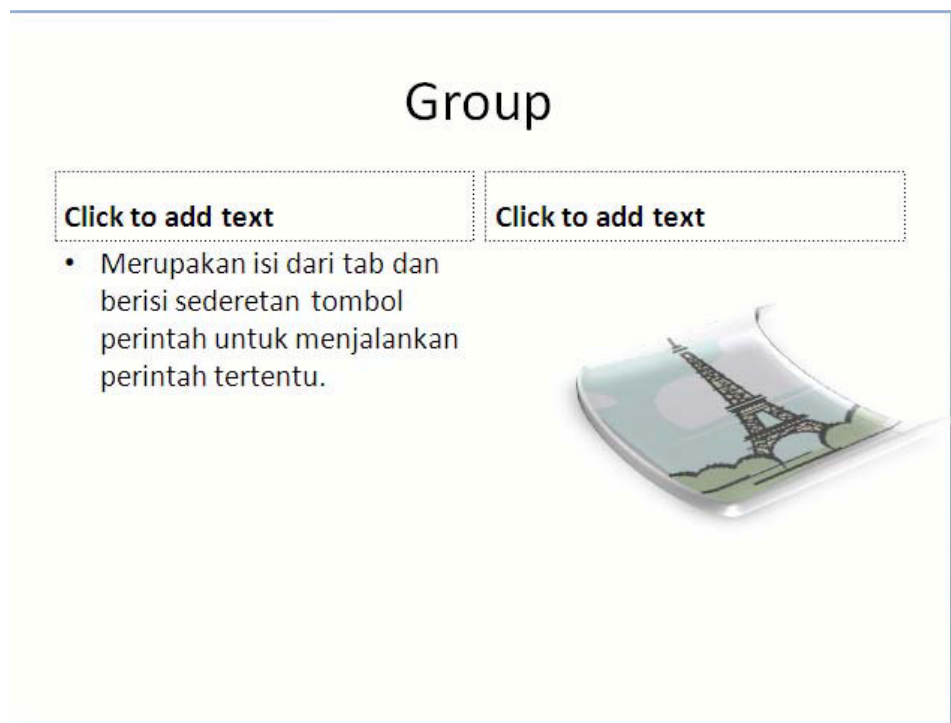 Group
Click to add text
Click to add text
• Merupakan isi dari tab dan
berisi sederetan tombol
perintah untuk menjalankan
perintah tertentu.